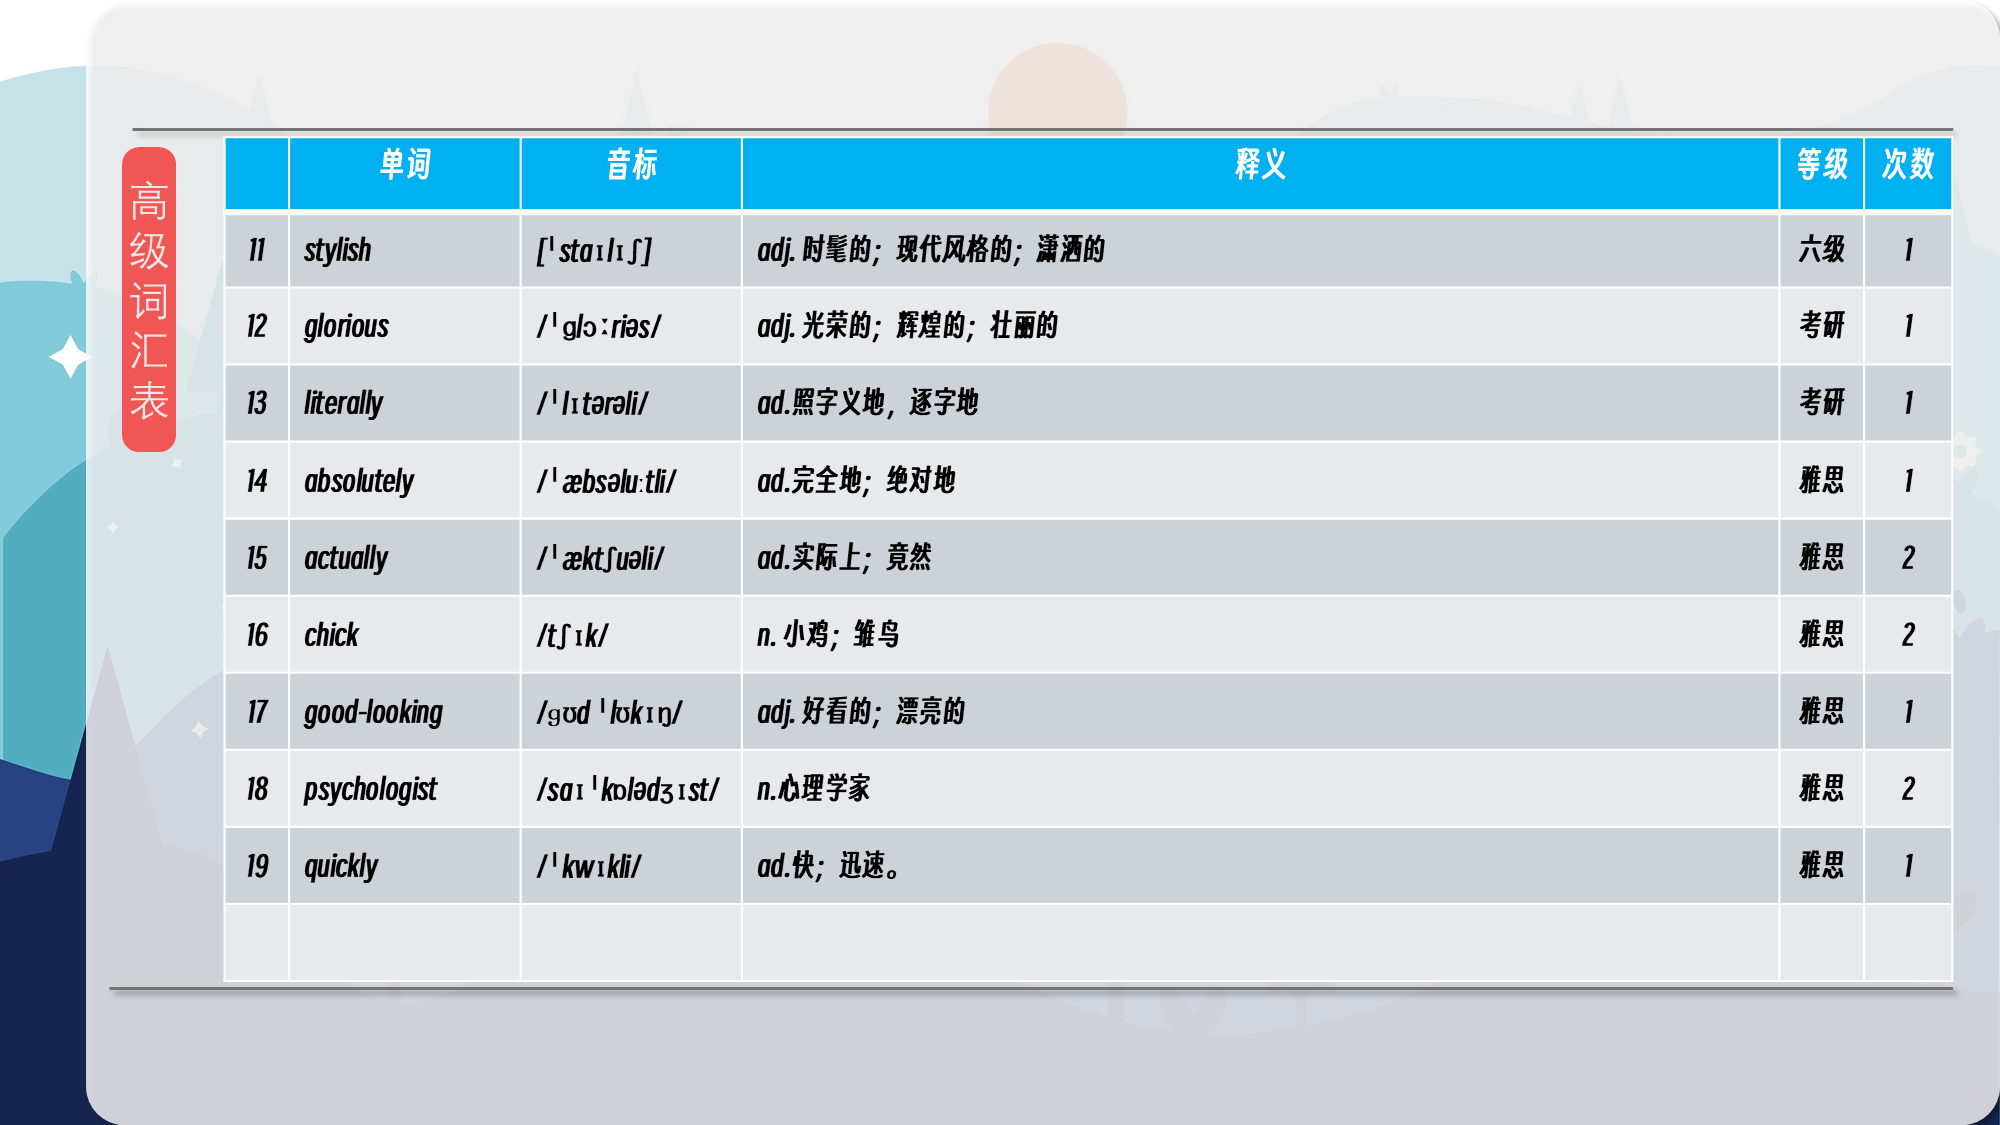 高级词汇表
单词 音标 释义 等级 次数
11 stylish [ˈstaɪlɪʃ] adj. 时髦的；现代风格的；潇洒的 六级 1
12 glorious /ˈɡlɔːriəs/ adj. 光荣的；辉煌的；壮丽的 考研 1
13 literally /ˈlɪtərəli/ ad.照字义地，逐字地 考研 1
14 absolutely /ˈæbsəluːtli/ ad.完全地；绝对地 雅思 1
15 actually /ˈæktʃuəli/ ad.实际上；竟然 雅思 2
16 chick /tʃɪk/ n. 小鸡；雏鸟 雅思 2
17 good-looking /ɡʊd ˈlʊkɪŋ/ adj. 好看的；漂亮的 雅思 1
18 psychologist /saɪˈkɒlədʒɪst/ n.心理学家 雅思 2
19 quickly /ˈkwɪkli/ ad.快；迅速。 雅思 1